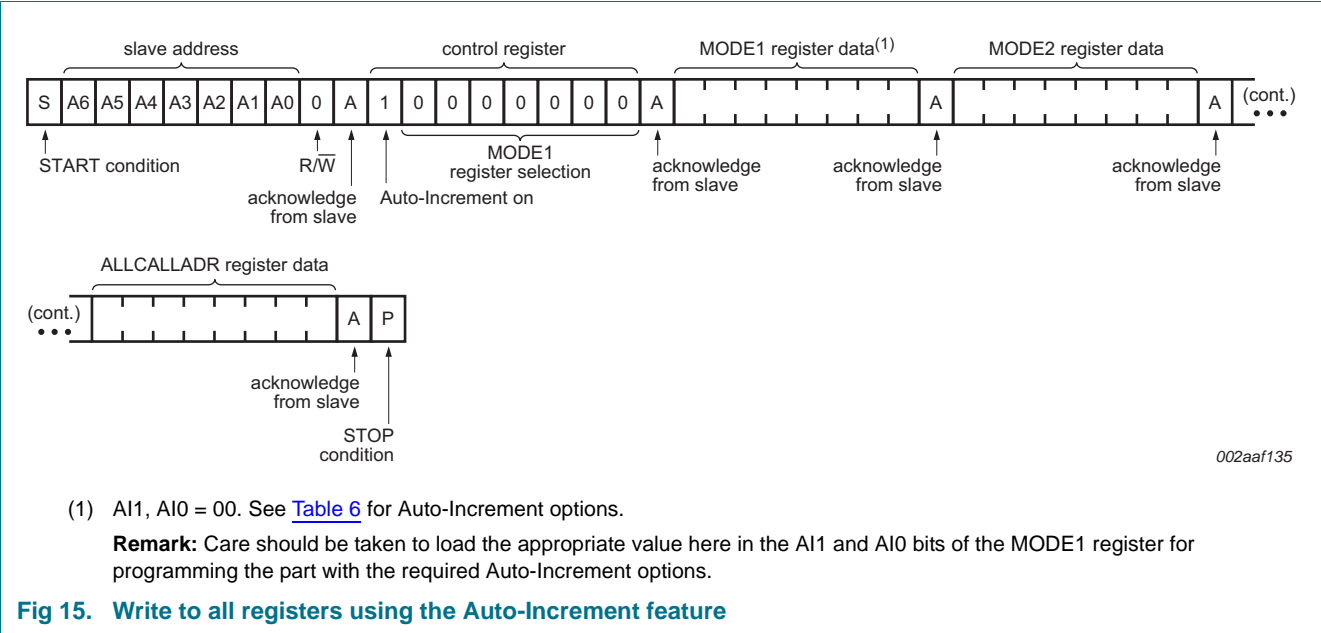 slave address control register MODE1 register data(1) MODE2 register data
S A6 A5 A4 A3 A2 A1 A0 0 A 1 0 0 0 0 0 0 0 A A A (cont.)
START condition R/W̅ MODE1 register selection acknowledge from slave acknowledge from slave acknowledge from slave
acknowledge from slave Auto-Increment on
ALLCALLADR register data
(cont.) A P
acknowledge
from slave
STOP
condition
002aaf135
(1) AI1, AI0 = 00. See Table 6 for Auto-Increment options.
Remark: Care should be taken to load the appropriate value here in the AI1 and AI0 bits of the MODE1 register for
programming the part with the required Auto-Increment options.
Fig 15. Write to all registers using the Auto-Increment feature